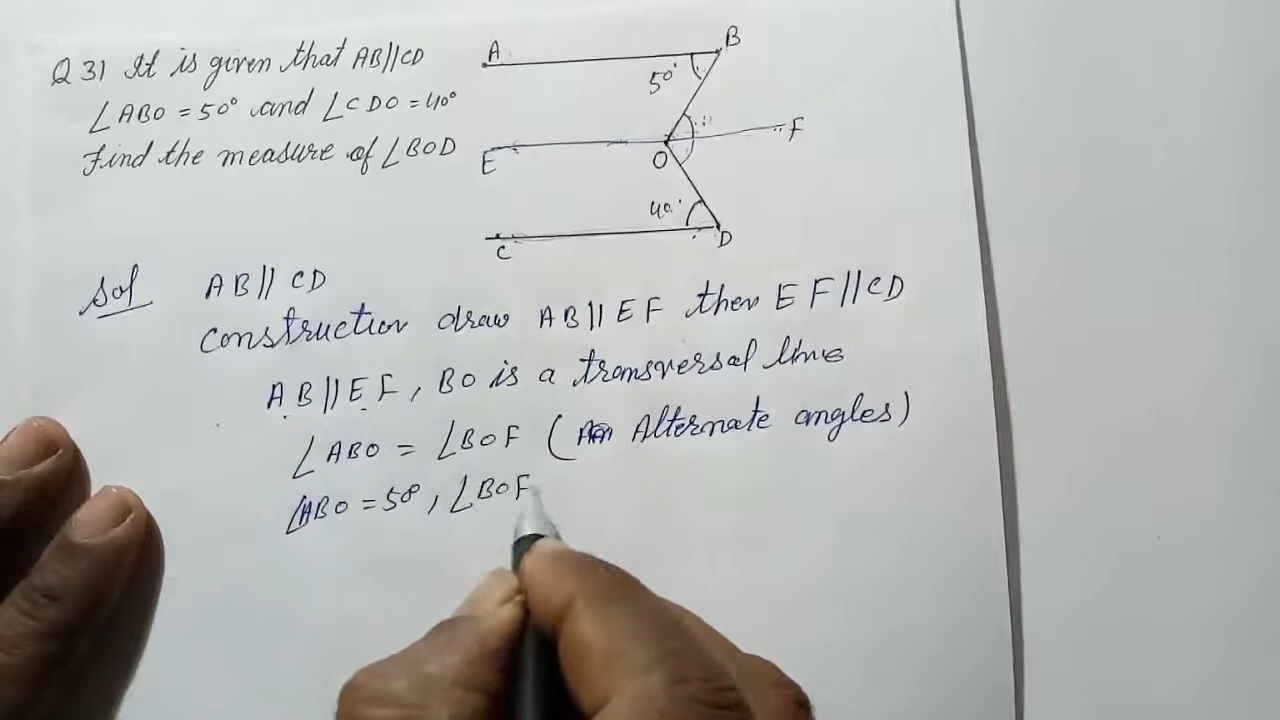 Q 31 It is given that AB//CD
∠ABO = 50° and ∠CDO = 40°
Find the measure of ∠BOD
A
B
50°
E
O
F
40°
C
D
Sol AB// CD
construction draw AB//EF then EF//CD
AB//EF, BO is a transversal line
∠ABO = ∠BOF ( Alternate angles)
∠ABO = 50°, ∠BOF